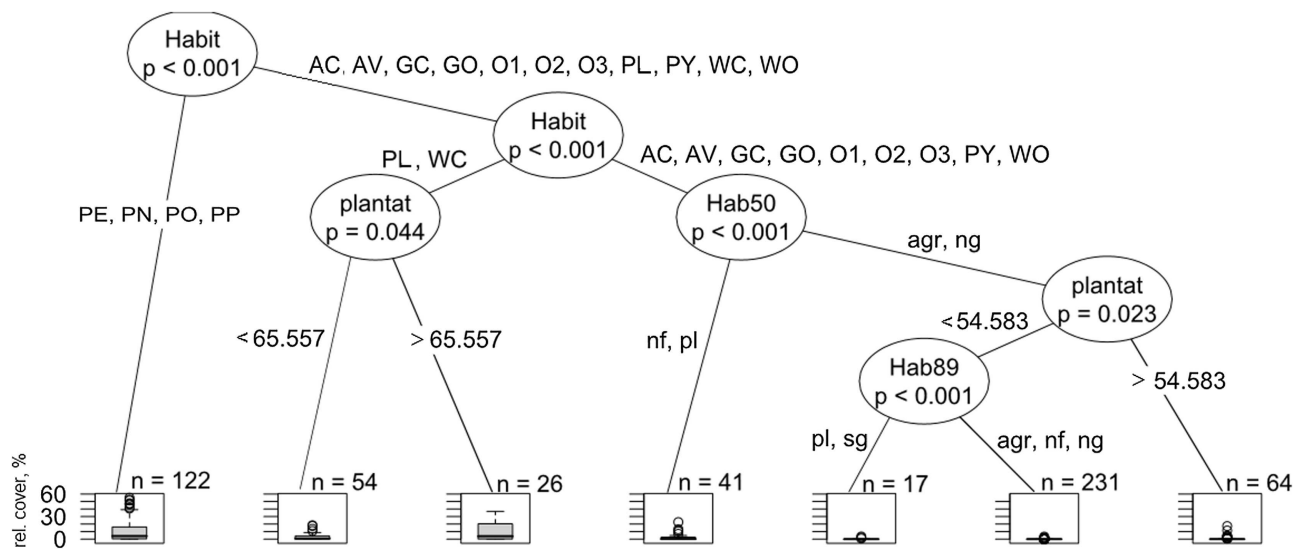 Habit
p < 0.001
AC, AV, GC, GO, O1, O2, O3, PL, PY, WC, WO
Habit
p < 0.001
PL, WC
AC, AV, GC, GO, O1, O2, O3, PY, WO
PE, PN, PO, PP
plantat
p = 0.044
Hab50
p < 0.001
agr, ng
plantat
p = 0.023
< 65.557
> 65.557
nf, pl
<54.583
> 54.583
Hab89
p < 0.001
pl, sg
agr, nf, ng
n = 122
n = 54
n = 26
n = 41
n = 17
n = 231
n = 64
rel. cover, %
60
30
0